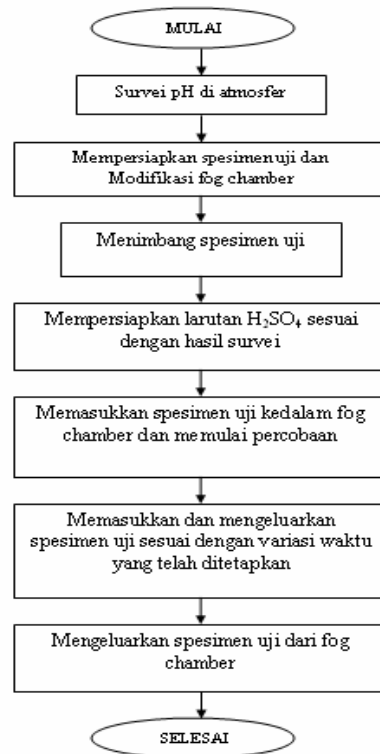 MULAI
Survei pH di atmosfer
Mempersiapkan spesimen uji dan
Modifikasi fog chamber
Menimbang spesimen uji
Mempersiapkan larutan H₂SO₄ sesuai
dengan hasil survei
Memasukkan spesimen uji kedalam fog
chamber dan memulai percobaan
Memasukkan dan mengeluarkan
spesimen uji sesuai dengan variasi waktu
yang telah ditetapkan
Mengeluarkan spesimen uji dari fog
chamber
SELESAI